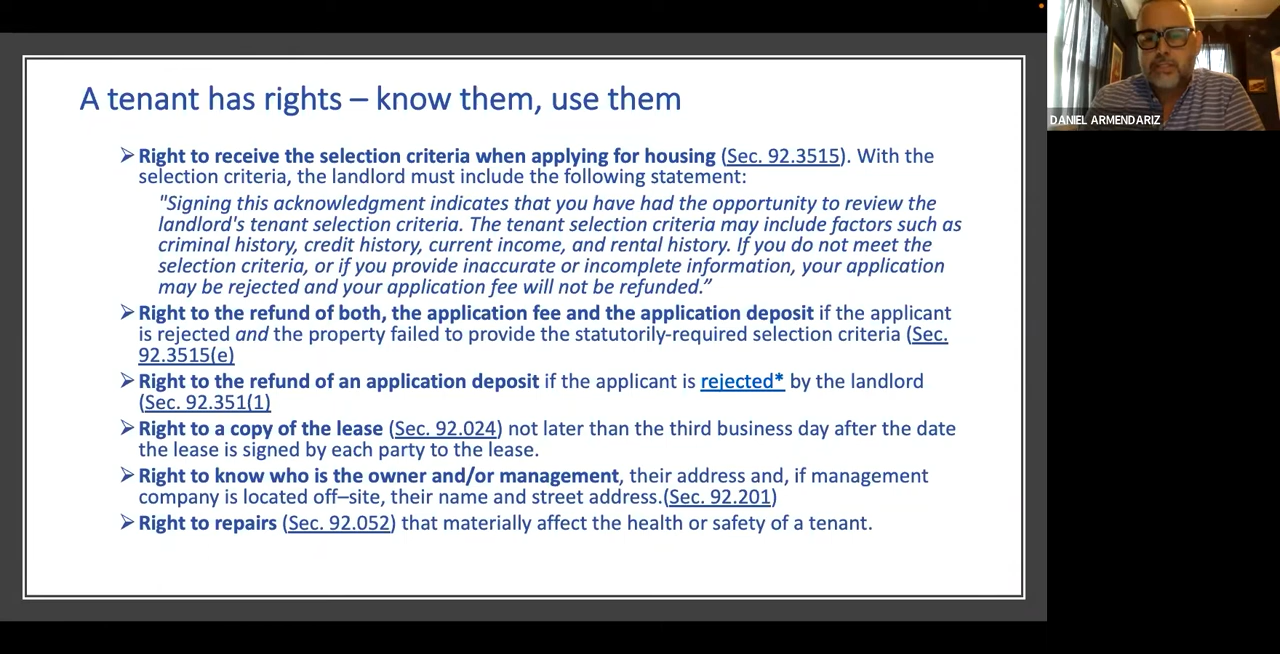 A tenant has rights – know them, use them
➢ Right to receive the selection criteria when applying for housing (Sec. 92.3515). With the
selection criteria, the landlord must include the following statement:
"Signing this acknowledgment indicates that you have had the opportunity to review the
landlord's tenant selection criteria. The tenant selection criteria may include factors such as
criminal history, credit history, current income, and rental history. If you do not meet the
selection criteria, or if you provide inaccurate or incomplete information, your application
may be rejected and your application fee will not be refunded.”
➢ Right to the refund of both, the application fee and the application deposit if the applicant
is rejected and the property failed to provide the statutorily-required selection criteria (Sec.
92.3515(e)
➢ Right to the refund of an application deposit if the applicant is rejected* by the landlord
(Sec. 92.351(1)
➢ Right to a copy of the lease (Sec. 92.024) not later than the third business day after the date
the lease is signed by each party to the lease.
➢ Right to know who is the owner and/or management, their address and, if management
company is located off–site, their name and street address.(Sec. 92.201)
➢ Right to repairs (Sec. 92.052) that materially affect the health or safety of a tenant.
DANIEL ARMENDARIZ